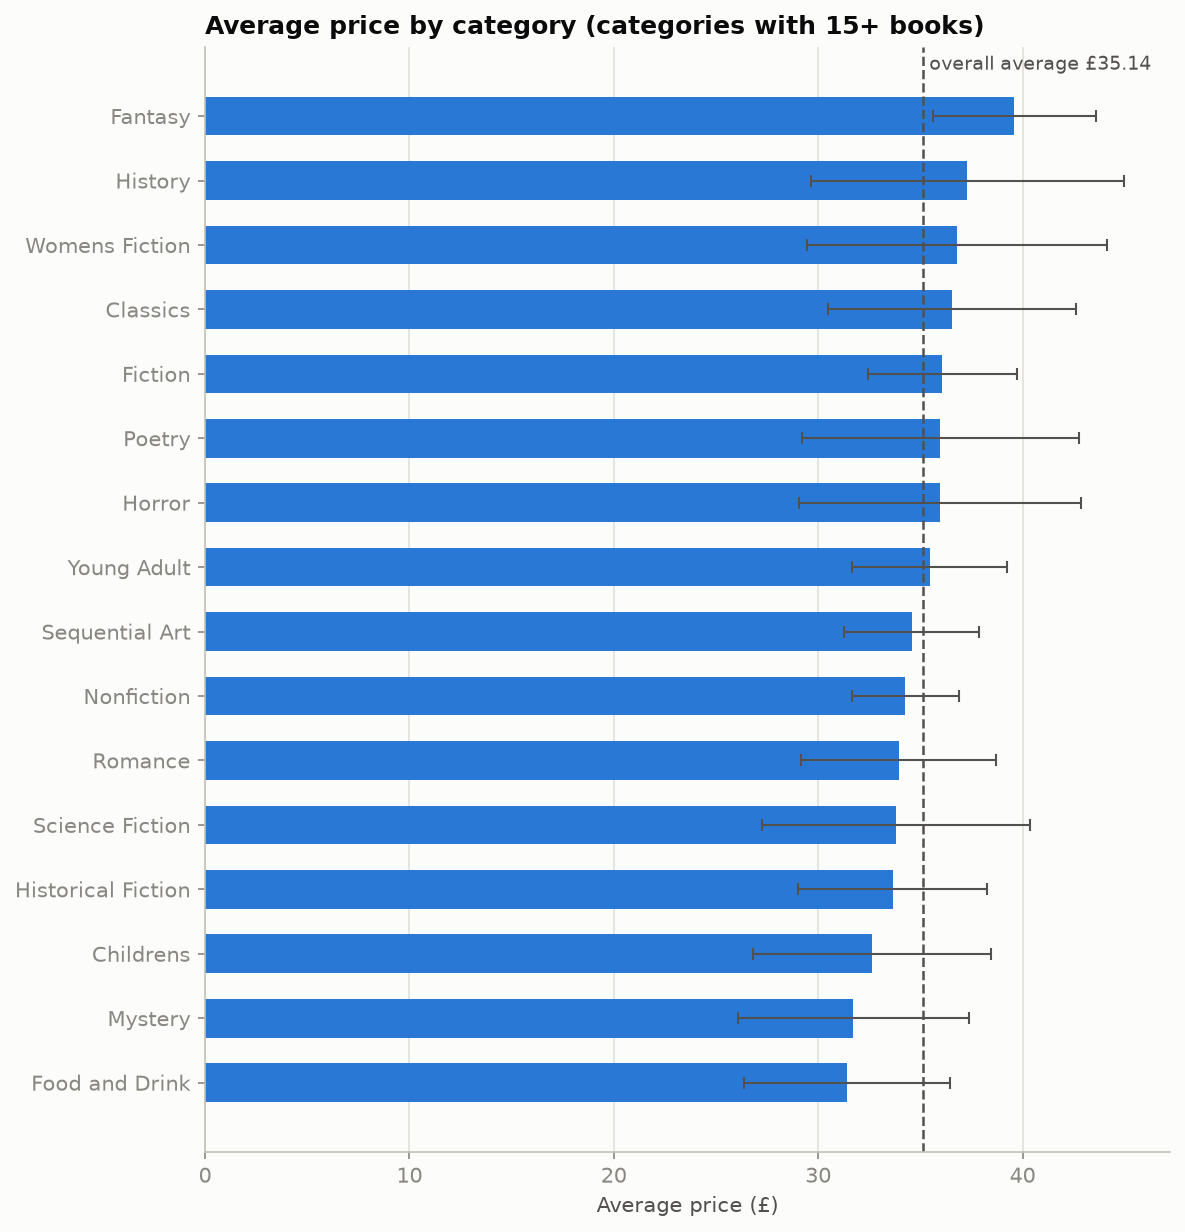 Average price by category (categories with 15+ books)
overall average £35.14
Fantasy
History
Womens Fiction
Classics
Fiction
Poetry
Horror
Young Adult
Sequential Art
Nonfiction
Romance
Science Fiction
Historical Fiction
Childrens
Mystery
Food and Drink
0 10 20 30 40
Average price (£)